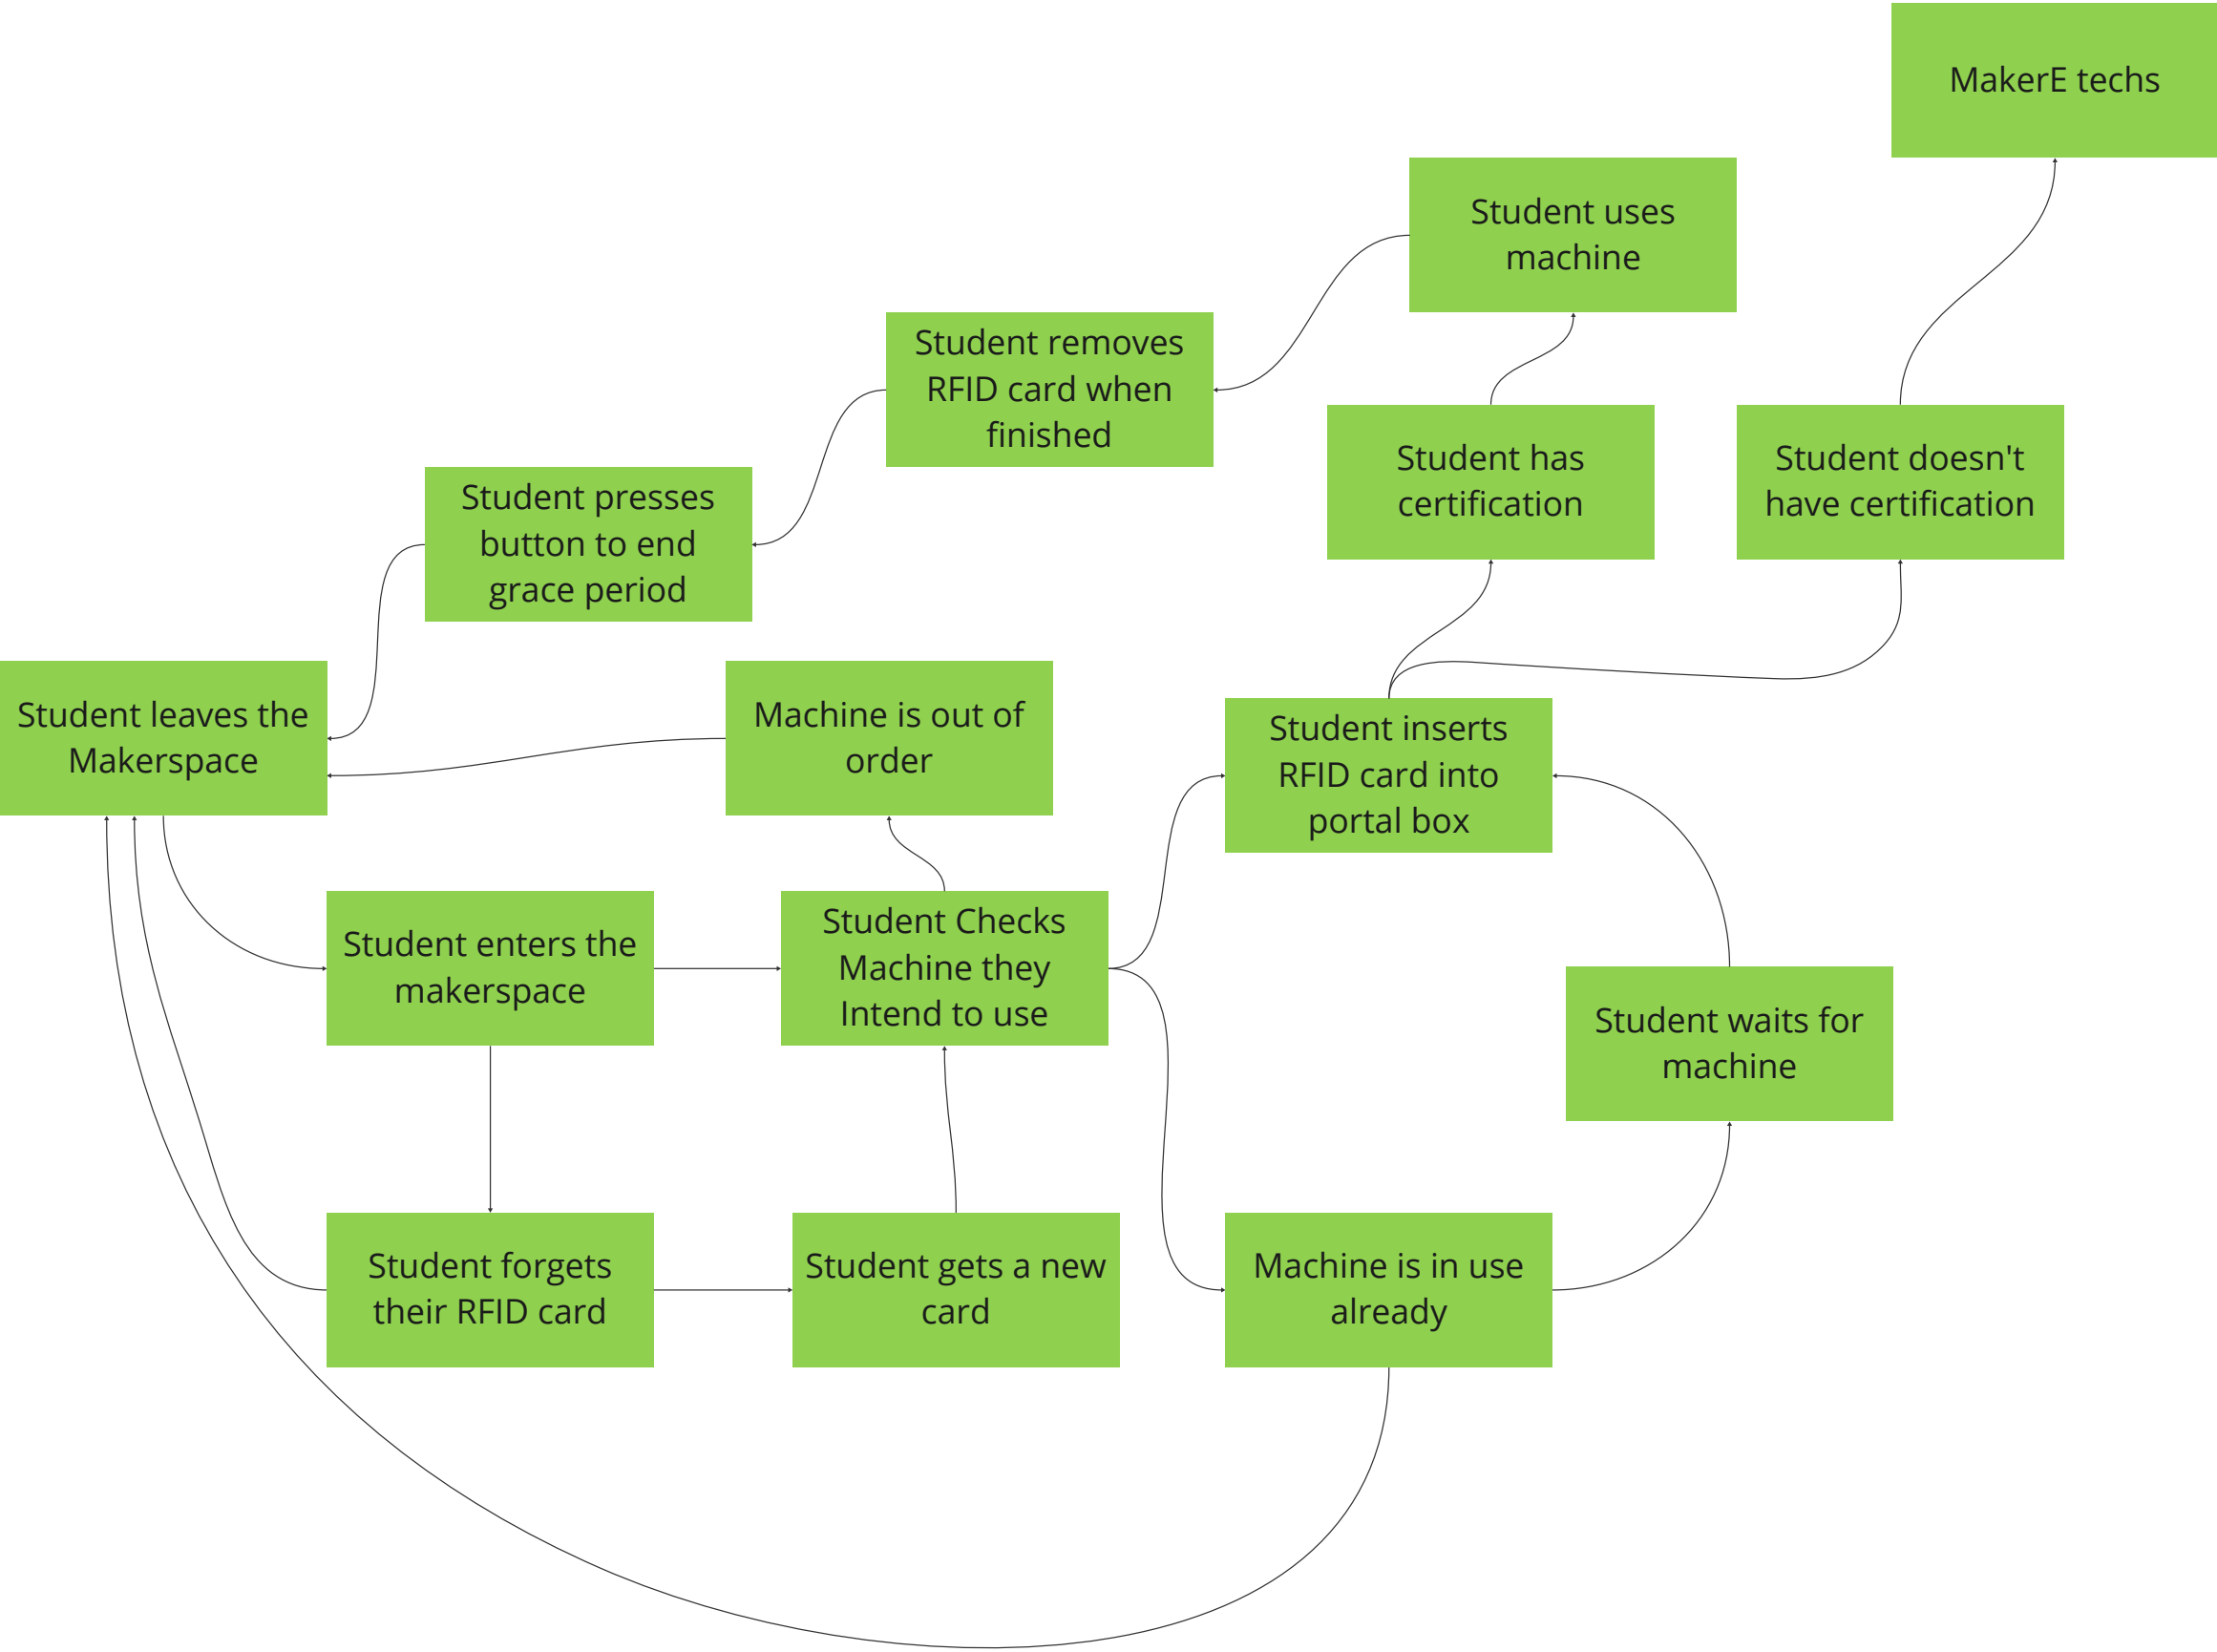 MakerE techs
Student uses
machine
Student removes
RFID card when
finished
Student has
certification
Student doesn't
have certification
Student presses
button to end
grace period
Student leaves the
Makerspace
Machine is out of
order
Student inserts
RFID card into
portal box
Student enters the
makerspace
Student Checks
Machine they
Intend to use
Student waits for
machine
Student forgets
their RFID card
Student gets a new
card
Machine is in use
already